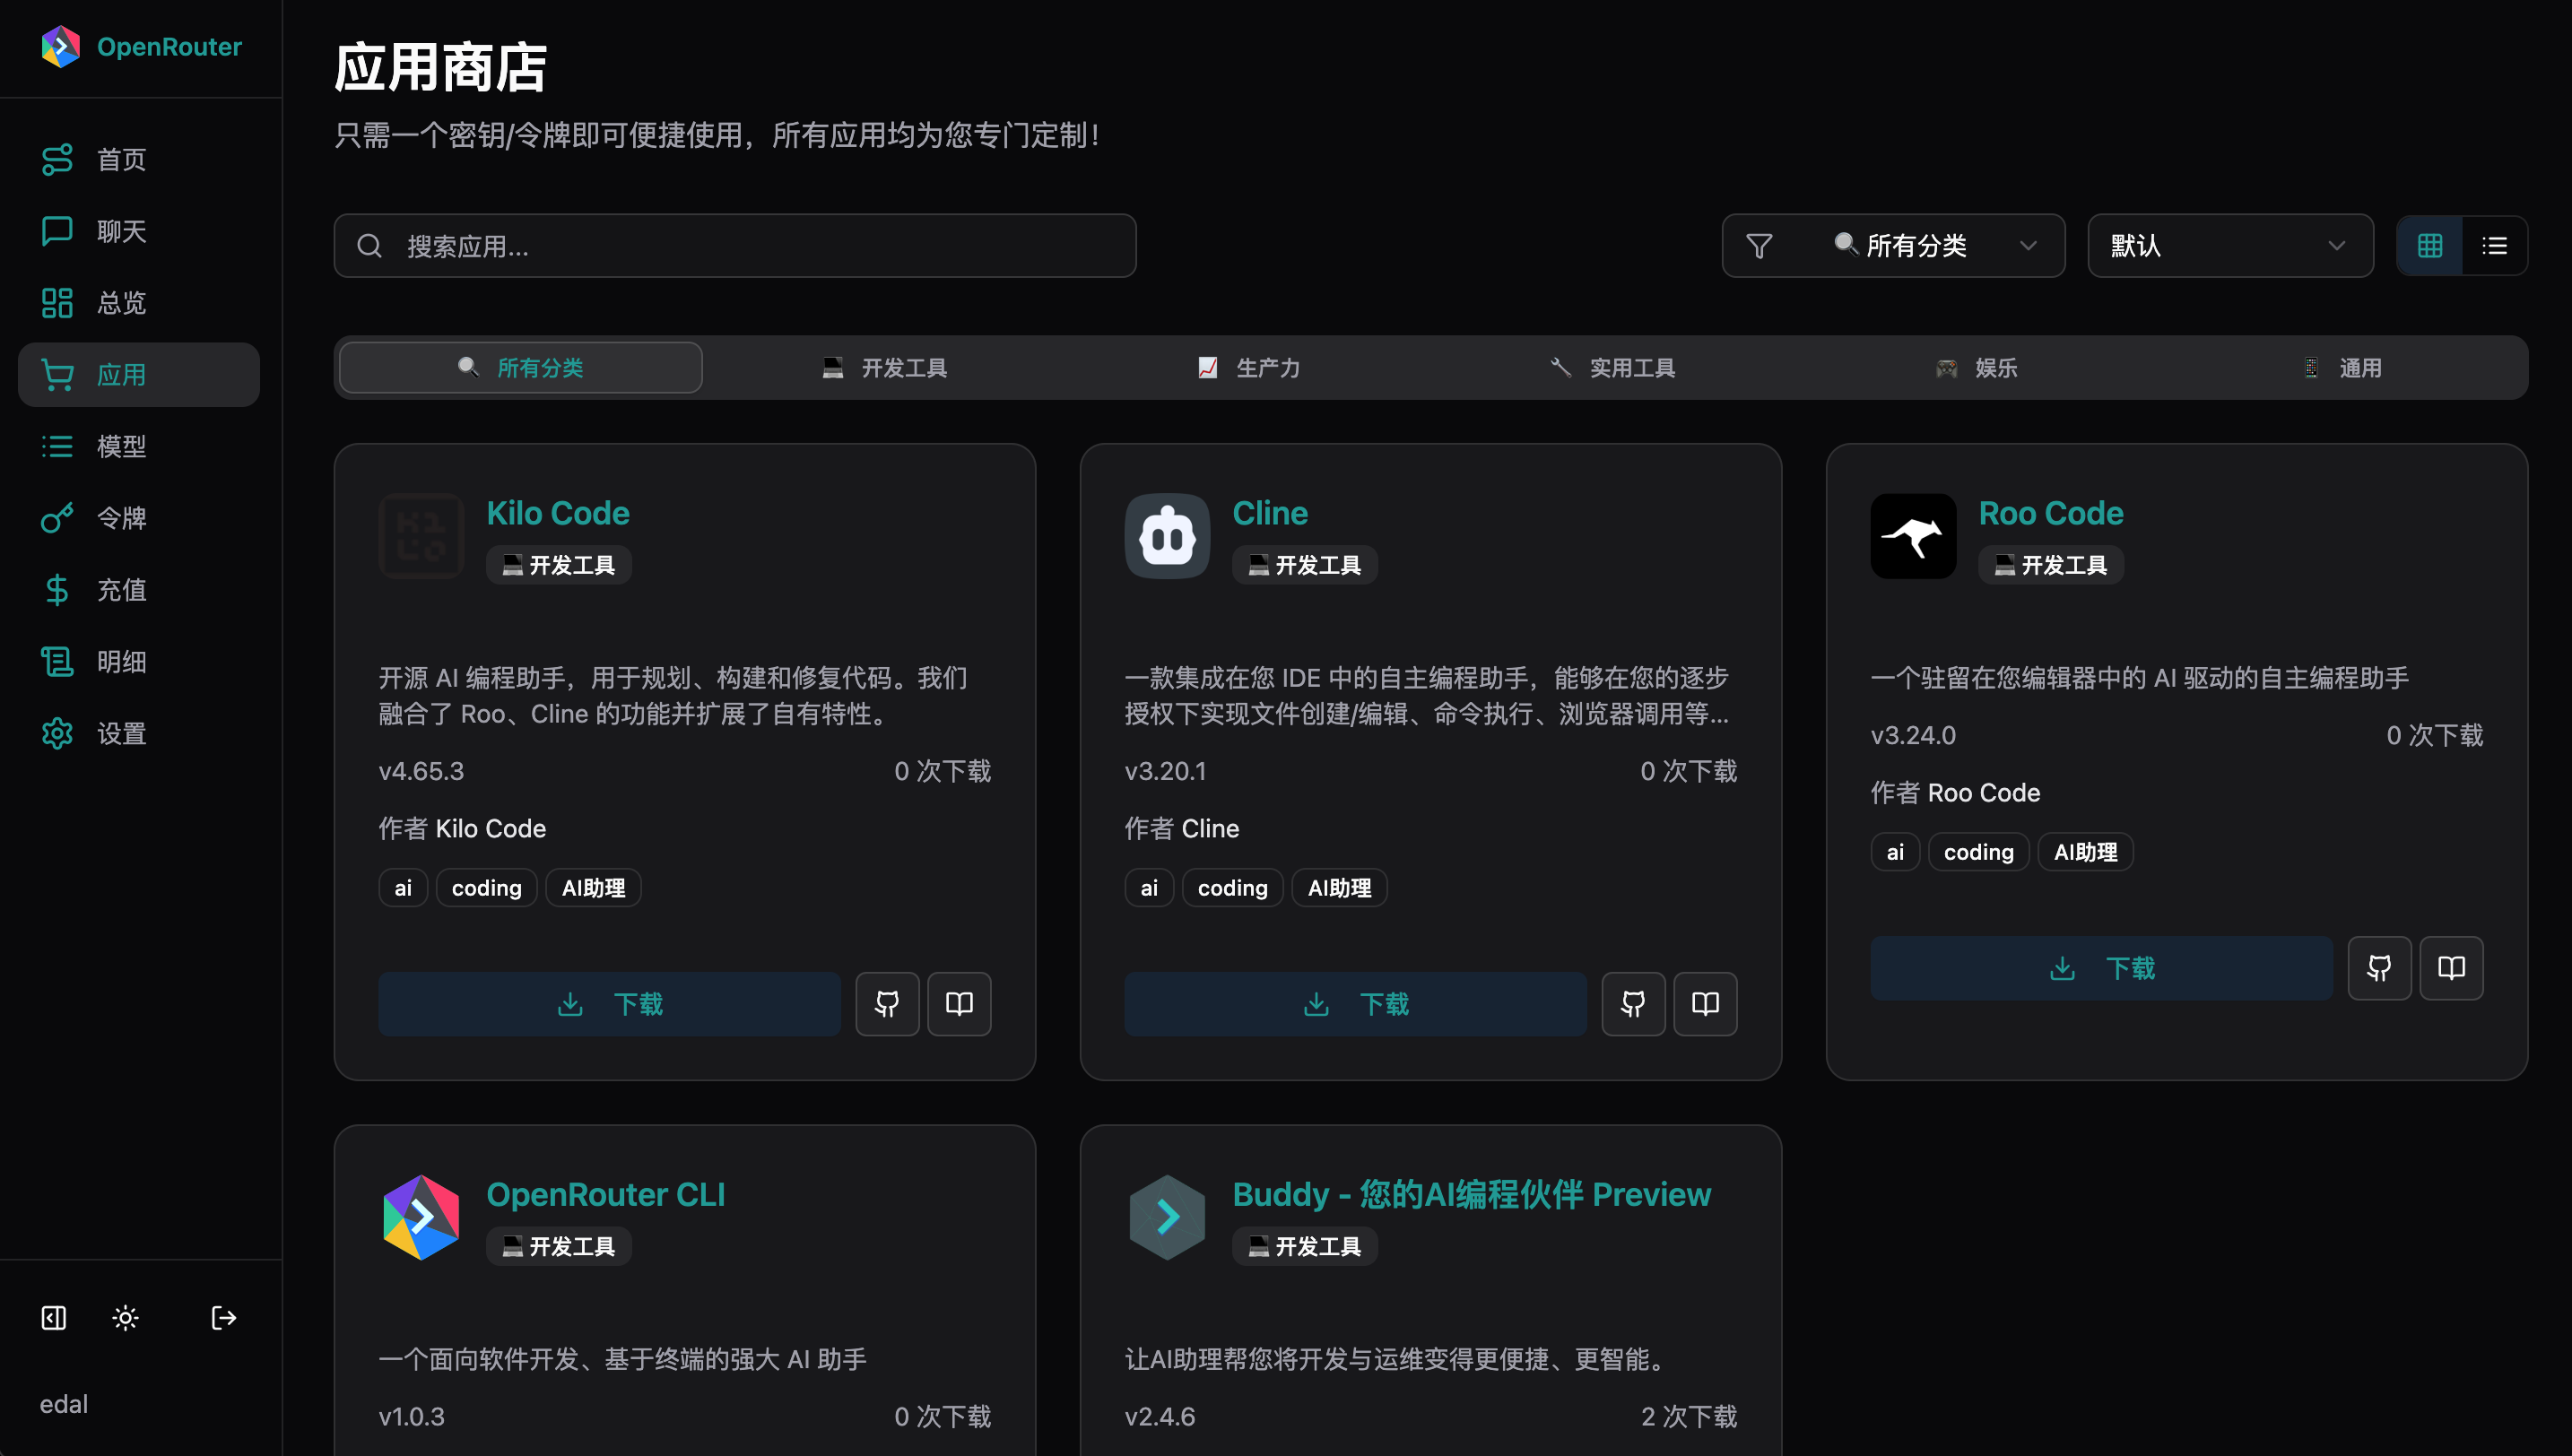 OpenRouter
首页
聊天
总览
应用
模型
令牌
充值
明细
设置
edal
应用商店
只需一个密钥/令牌即可便捷使用，所有应用均为您专门定制！
搜索应用...
所有分类
默认
所有分类
开发工具
生产力
实用工具
娱乐
通用
Kilo Code
开发工具
开源 AI 编程助手，用于规划、构建和修复代码。我们
融合了 Roo、Cline 的功能并扩展了自有特性。
v4.65.3
0 次下载
作者 Kilo Code
ai
coding
AI助理
下载
Cline
开发工具
一款集成在您 IDE 中的自主编程助手，能够在您的逐步
授权下实现文件创建/编辑、命令执行、浏览器调用等...
v3.20.1
0 次下载
作者 Cline
ai
coding
AI助理
下载
Roo Code
开发工具
一个驻留在您编辑器中的 AI 驱动的自主编程助手
v3.24.0
0 次下载
作者 Roo Code
ai
coding
AI助理
下载
OpenRouter CLI
开发工具
一个面向软件开发、基于终端的强大 AI 助手
v1.0.3
0 次下载
Buddy - 您的AI编程伙伴 Preview
开发工具
让AI助理帮您将开发与运维变得更便捷、更智能。
v2.4.6
2 次下载